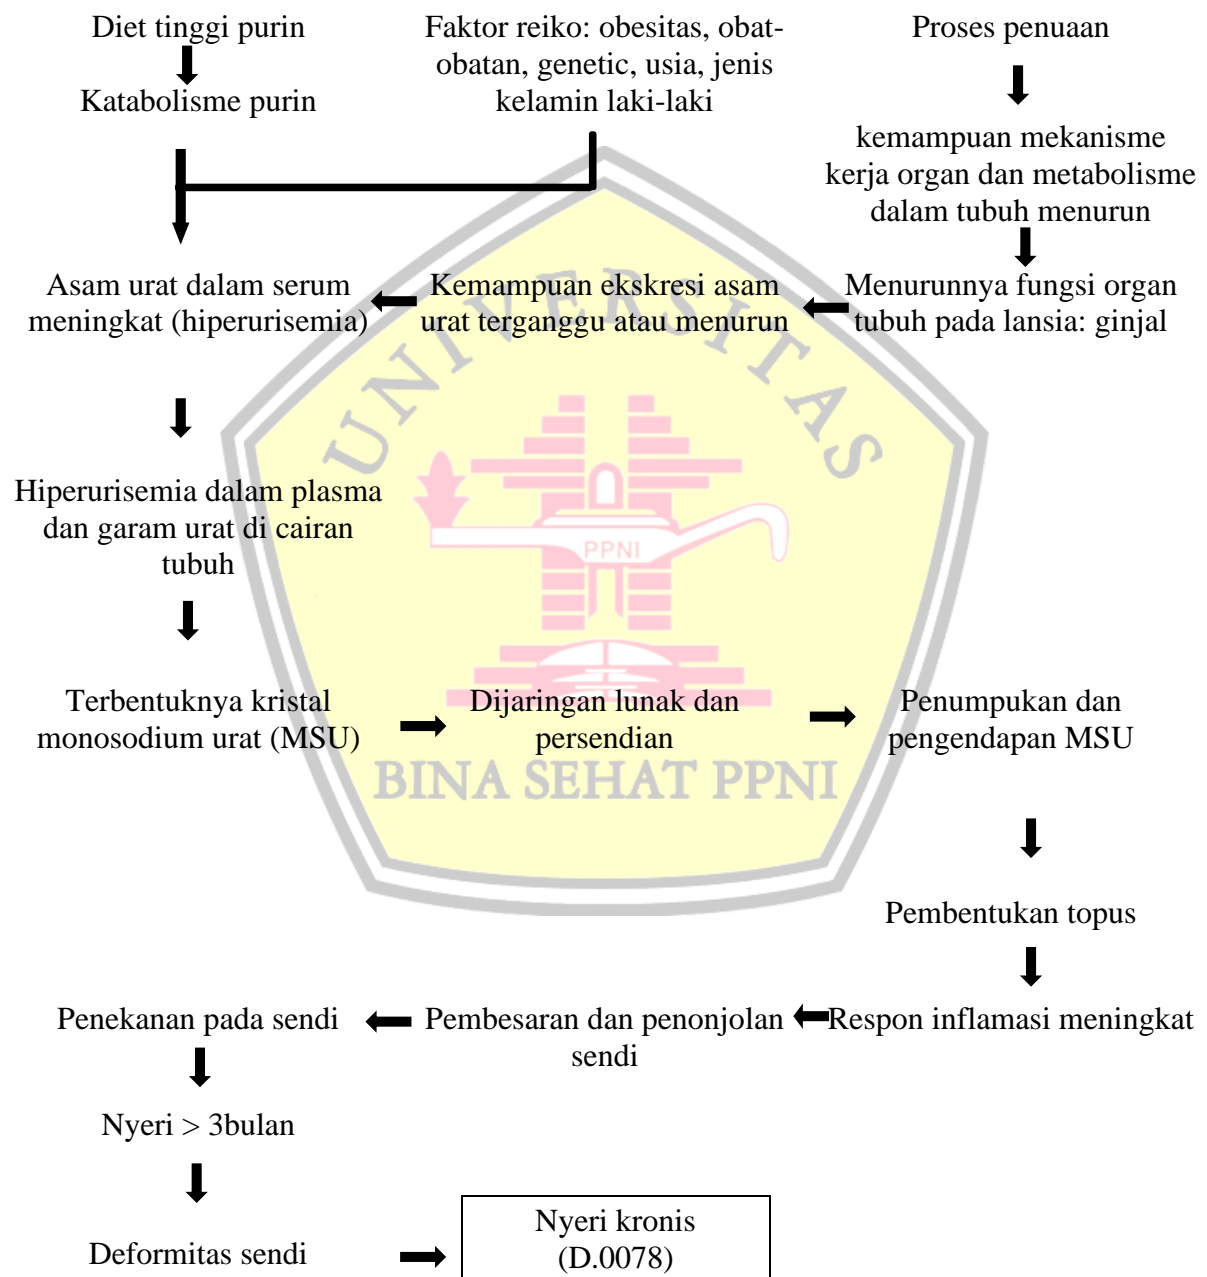 Diet tinggi purin
Katabolisme purin
Faktor reiko: obesitas, obat-
obatan, genetic, usia, jenis
kelamin laki-laki
Proses penuaan
kemampuan mekanisme
kerja organ dan metabolisme
dalam tubuh menurun
Asam urat dalam serum
meningkat (hiperurisemia)
Kemampuan ekskresi asam
urat terganggu atau menurun
Menurunnya fungsi organ
tubuh pada lansia: ginjal
UNIVERSITAS
Hiperurisemia dalam plasma
dan garam urat di cairan
tubuh
PPNI
Terbentuknya kristal
monosodium urat (MSU)
Dijaringan lunak dan
persendian
Penumpukan dan
pengendapan MSU
BINA SEHAT PPNI
Pembentukan topus
Penekanan pada sendi
Pembesaran dan penonjolan
sendi
Respon inflamasi meningkat
Nyeri > 3bulan
Deformitas sendi
Nyeri kronis
(D.0078)